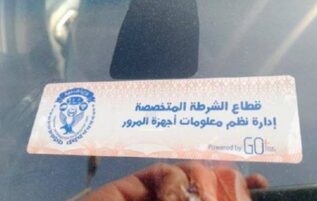 قطاع الشرطة المتخصصة
إدارة نظم معلومات أجهزة المرور
Powered by GO